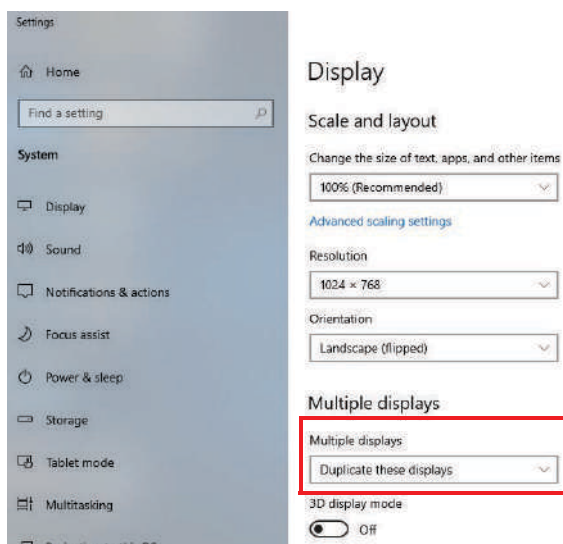 Settings
Home
Find a setting
System
Display
Sound
Notifications & actions
Focus assist
Power & sleep
Storage
Tablet mode
Multitasking
Display
Scale and layout
Change the size of text, apps, and other items
100% (Recommended)
Advanced scaling settings
Resolution
1024 × 768
Orientation
Landscape (flipped)
Multiple displays
Multiple displays
Duplicate these displays
3D display mode
Off